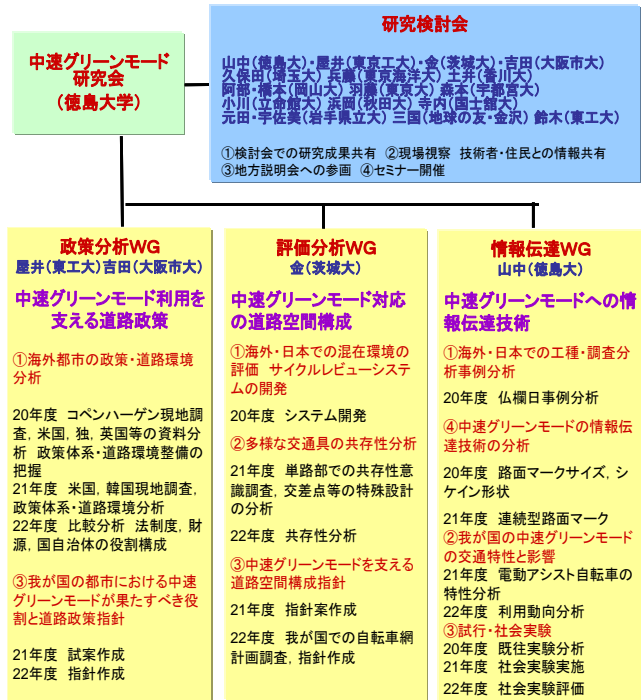 中速グリーンモード
研究会
（徳島大学）
研究検討会
山中（徳島大）・屋井（東京工大）・金（茨城大）・吉田（大阪市大）
久保田（埼玉大） 兵藤（東京海洋大） 土井（香川大）
阿部・橋本（岡山大） 羽藤（東京大） 森本（宇都宮大）
小川（立命館大） 浜岡（秋田大） 寺内（国士舘大）
元田・宇佐美（岩手県立大） 三国（地球の友・金沢） 鈴木（東工大）
①検討会での研究成果共有 ②現場視察 技術者・住民との情報共有
③地方説明会への参画 ④セミナー開催
政策分析WG
屋井（東工大）吉田（大阪市大）
中速グリーンモード利用を
支える道路政策
①海外都市の政策・道路環境
分析
20年度 コペンハーゲン現地調
査，米国，独，英国等の資料分
析 政策体系・道路環境整備の
把握
21年度 米国，韓国現地調査，
政策体系・道路環境分析
22年度 比較分析 法制度，財
源，国自治体の役割構成
③我が国の都市における中速
グリーンモードが果たすべき役
割と道路政策指針
21年度 試案作成
22年度 指針作成
評価分析WG
金（茨城大）
中速グリーンモード対応
の道路空間構成
①海外・日本での混在環境の
評価 サイクルレビューシステ
ムの開発
20年度 システム開発
②多様な交通具の共存性分析
21年度 単路部での共存性意
識調査，交差点等の特殊設計
の分析
22年度 共存性分析
③中速グリーンモードを支える
道路空間構成指針
21年度 指針案作成
22年度 我が国での自転車網
計画調査，指針作成
情報伝達WG
山中（徳島大）
中速グリーンモードへの情
報伝達技術
①海外・日本での工種・調査分
析事例分析
20年度 仏欄日事例分析
④中速グリーンモードの情報伝
達技術の分析
20年度 路面マークサイズ，シ
ケイン形状
21年度 連続型路面マーク
②我が国の中速グリーンモード
の交通特性と影響
21年度 電動アシスト自転車の
特性分析
22年度 利用動向分析
③試行・社会実験
20年度 既往実験分析
21年度 社会実験実施
22年度 社会実験評価